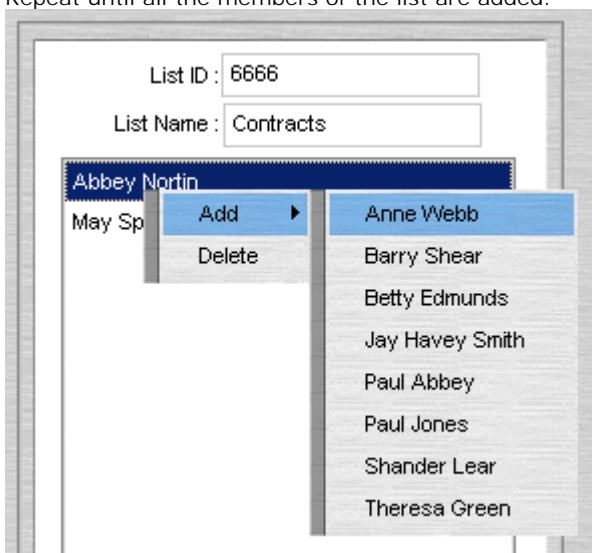 Repeat until all the members of the list are added.
List ID : 6666
List Name : Contracts
Abbey Nortin
May Sp
Add
Delete
Anne Webb
Barry Shear
Betty Edmunds
Jay Havey Smith
Paul Abbey
Paul Jones
Shander Lear
Theresa Green